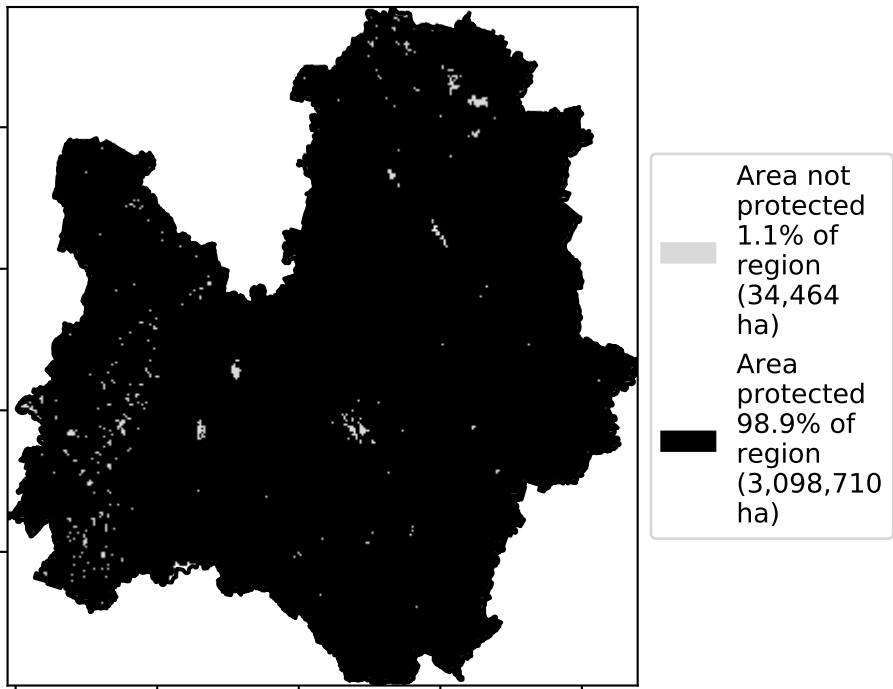 Area not
protected
1.1% of
region
(34,464
ha)
Area
protected
98.9% of
region
(3,098,710
ha)